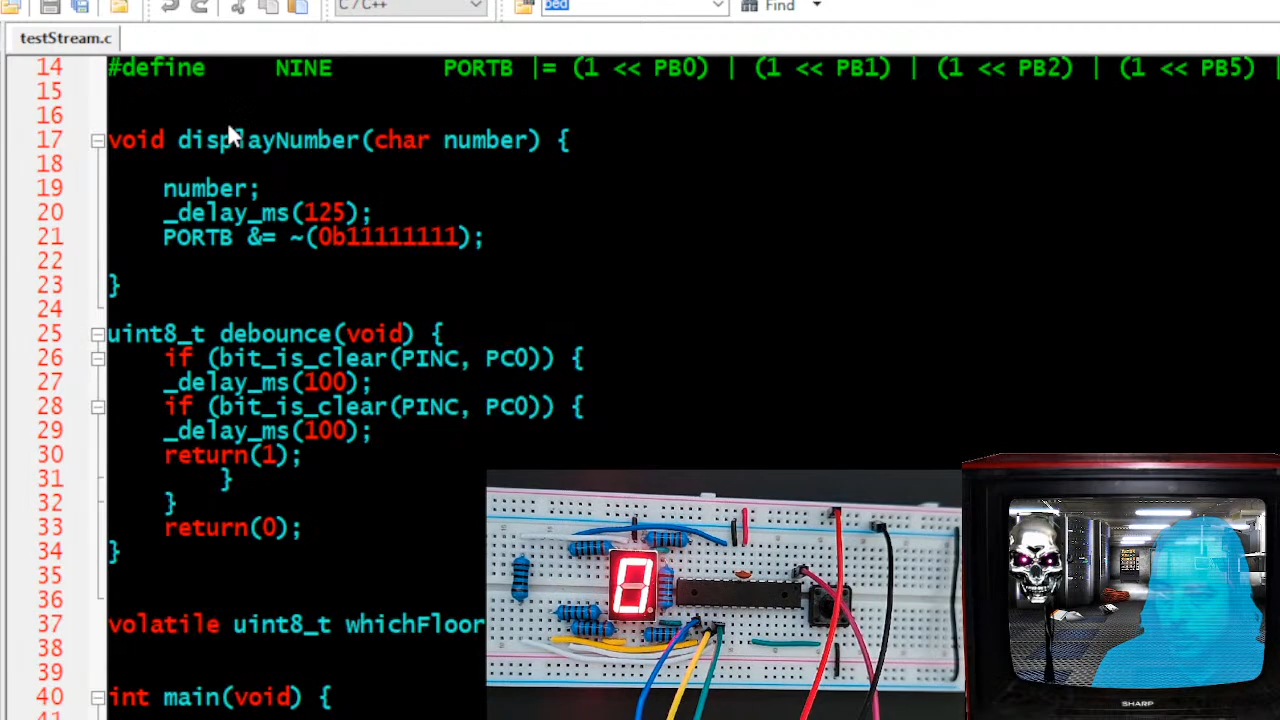 C / C++
ped
Find
testStream.c
14 #define NINE PORTB |= (1 << PB0) | (1 << PB1) | (1 << PB2) | (1 << PB5) |
15
16
17 void displayNumber(char number) {
18
19 number;
20 _delay_ms(125);
21 PORTB &= ~(0b11111111);
22
23 }
24
25 uint8_t debounce(void) {
26 if (bit_is_clear(PINC, PC0)) {
27 _delay_ms(100);
28 if (bit_is_clear(PINC, PC0)) {
29 _delay_ms(100);
30 return(1);
31 }
32 }
33 return(0);
34 }
35
36
37 volatile uint8_t whichFloor
38
39
40 int main(void) {
SHARP